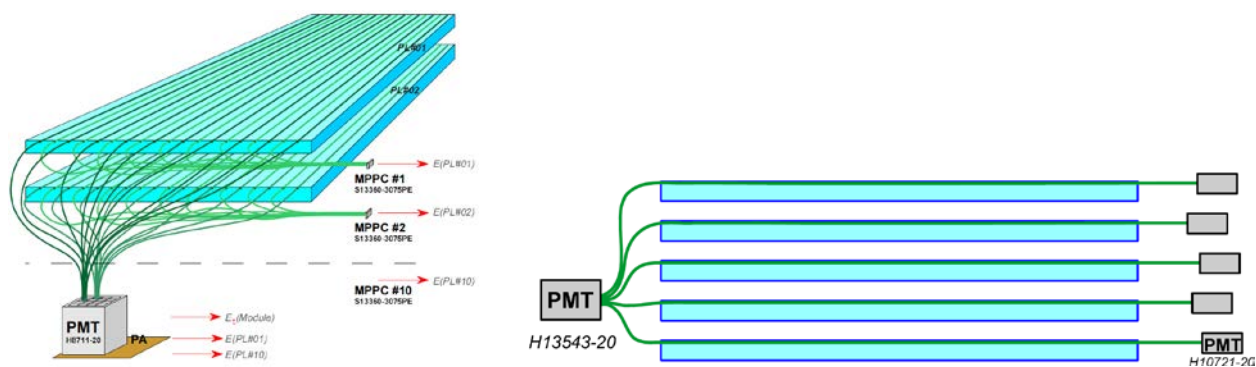 PL#01
PL#02
E(PL#01)
MPPC #1
S13360-3075PE
E(PL#02)
MPPC #2
S13360-3075PE
E(PL#10)
MPPC #10
S13360-3075PE
PMT
H8711-20
PA
E(Module)
E(PL#01)
E(PL#10)
PMT
H13543-20
PMT
H10721-20